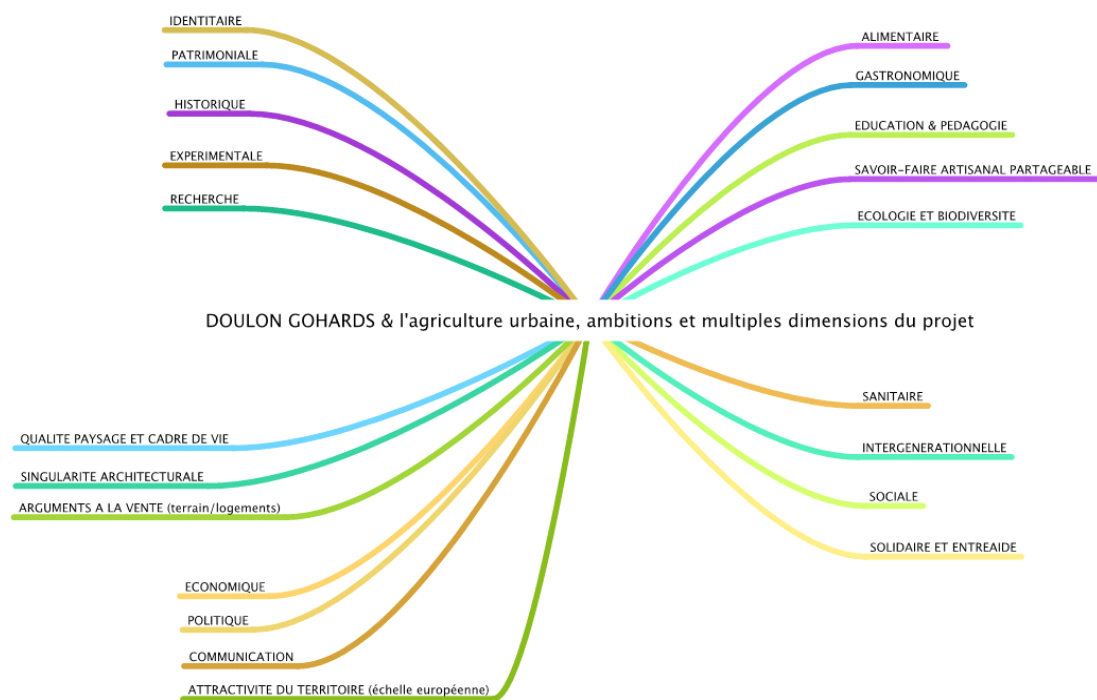 IDENTITAIRE
PATRIMONIALE
HISTORIQUE
EXPERIMENTALE
RECHERCHE
ALIMENTAIRE
GASTRONOMIQUE
EDUCATION & PEDAGOGIE
SAVOIR-FAIRE ARTISANAL PARTAGEABLE
ECOLOGIE ET BIODIVERSITE
DOULON GOHARDS & l'agriculture urbaine, ambitions et multiples dimensions du projet
QUALITE PAYSAGE ET CADRE DE VIE
SINGULARITE ARCHITECTURALE
ARGUMENTS A LA VENTE (terrain/logements)
ECONOMIQUE
POLITIQUE
COMMUNICATION
ATTRACTIVITE DU TERRITOIRE (échelle européenne)
SANITAIRE
INTERGENERATIONNELLE
SOCIALE
SOLIDAIRE ET ENTREAIDE